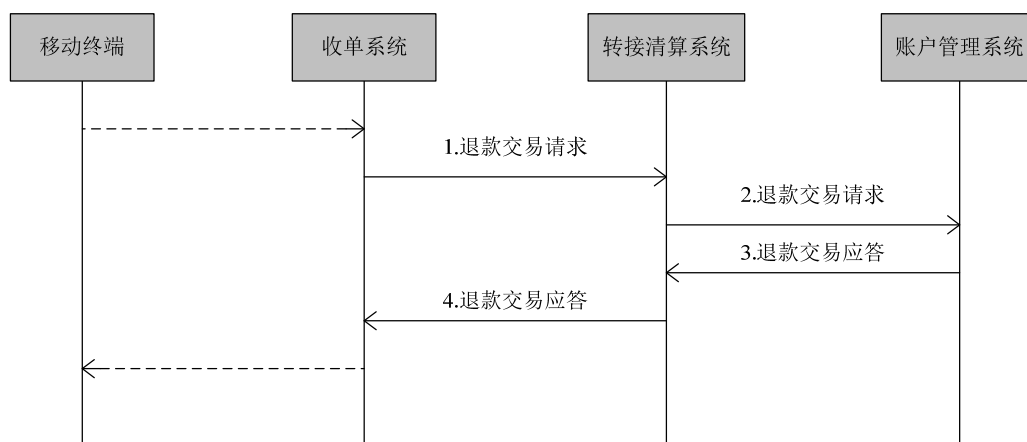 移动终端
收单系统
转接清算系统
账户管理系统
1.退款交易请求
2.退款交易请求
3.退款交易应答
4.退款交易应答